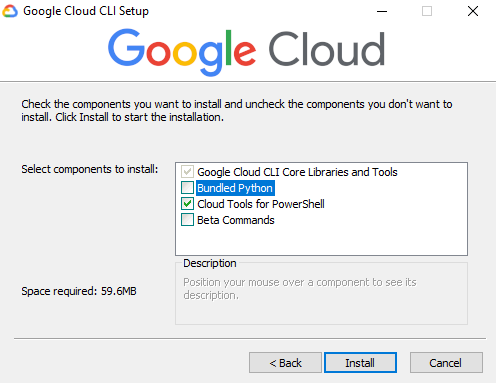 Google Cloud CLI Setup
Google Cloud
Check the components you want to install and uncheck the components you don't want to
install. Click Install to start the installation.
Select components to install:
Google Cloud CLI Core Libraries and Tools
Bundled Python
Cloud Tools for PowerShell
Beta Commands
Description
Position your mouse over a component to see its
description.
Space required: 59.6MB
< Back
Install
Cancel